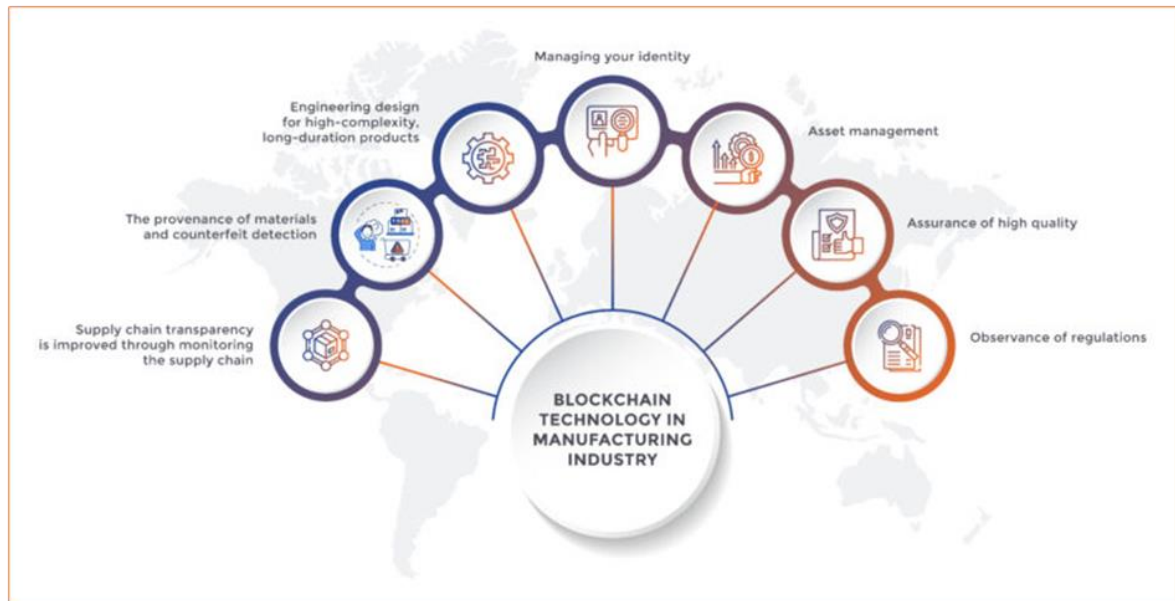 Managing your identity
Engineering design
for high-complexity,
long-duration products
Asset management
The provenance of materials
and counterfeit detection
Assurance of high quality
Supply chain transparency
is improved through monitoring
the supply chain
Observance of regulations
BLOCKCHAIN
TECHNOLOGY IN
MANUFACTURING
INDUSTRY